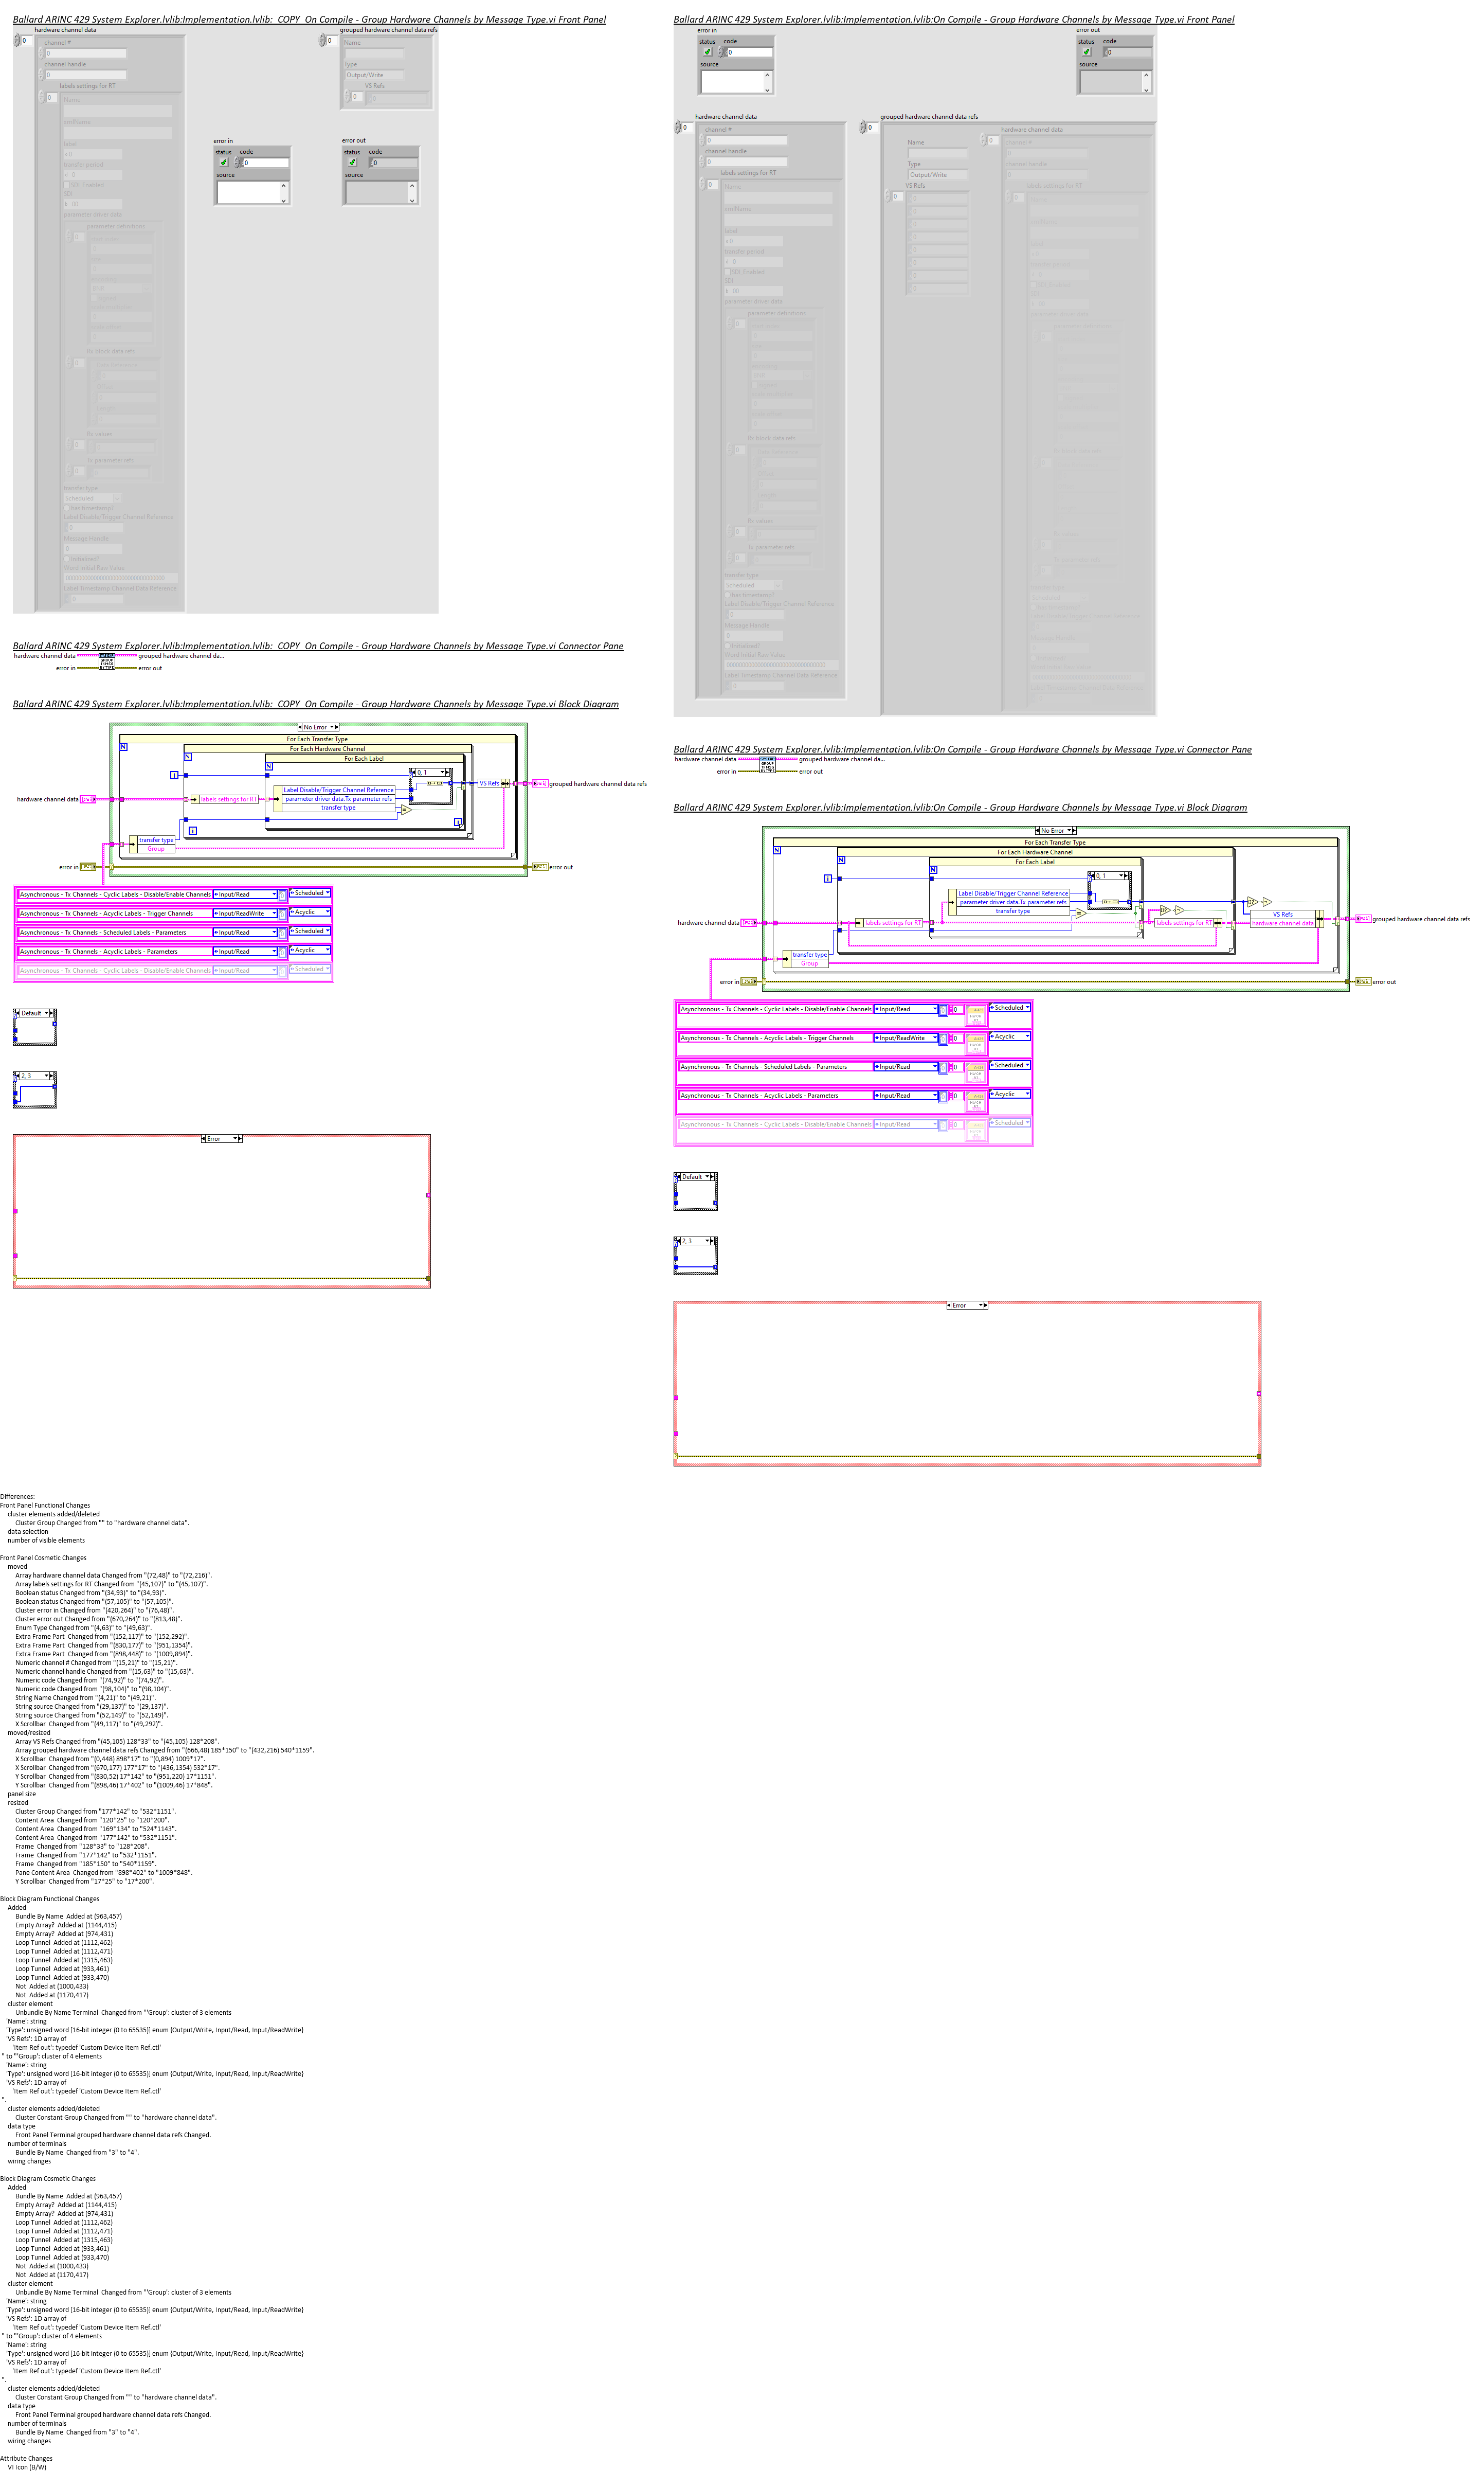 Ballard ARINC 429 System Explorer.lvlib:Implementation.lvlib:_COPY_On Compile - Group Hardware Channels by Message Type.vi Front Panel
hardware channel data
grouped hardware channel data refs
channel #
channel handle
labels settings for RT
Name
Type
Output/Write
VS Refs
error in
status code
source
error out
status code
source
label
transfer period
SDI_Enabled
parameter driver data
parameter definitions
Rx block data refs
Rx values
Tx parameter refs
transfer type
Scheduled
has timestamp?
Label Disable/Trigger Channel Reference
Message Handle
Initialized?
Word Initial Raw Value
Label Timestamp Channel Data Reference
Ballard ARINC 429 System Explorer.lvlib:Implementation.lvlib:_COPY_On Compile - Group Hardware Channels by Message Type.vi Connector Pane
hardware channel data
grouped hardware channel da...
error in
error out
Ballard ARINC 429 System Explorer.lvlib:Implementation.lvlib:_COPY_On Compile - Group Hardware Channels by Message Type.vi Block Diagram
No Error
For Each Transfer Type
For Each Hardware Channel
For Each Label
0, 1
Label Disable/Trigger Channel Reference
parameter driver data.Tx parameter refs
transfer type
labels settings for RT
VS Refs
hardware channel data
grouped hardware channel data refs
transfer type
Group
error in
error out
Asynchronous - Tx Channels - Cyclic Labels - Disable/Enable Channels Input/Read Scheduled
Asynchronous - Tx Channels - Acyclic Labels - Trigger Channels Input/ReadWrite Acyclic
Asynchronous - Tx Channels - Scheduled Labels - Parameters Input/Read Scheduled
Asynchronous - Tx Channels - Acyclic Labels - Parameters Input/Read Acyclic
Asynchronous - Tx Channels - Cyclic Labels - Disable/Enable Channels Input/Read Scheduled
Default
2, 3
Error
Ballard ARINC 429 System Explorer.lvlib:Implementation.lvlib:On Compile - Group Hardware Channels by Message Type.vi Front Panel
error in
status code
source
error out
status code
source
hardware channel data
grouped hardware channel data refs
channel #
channel handle
labels settings for RT
Name
Type
Output/Write
VS Refs
hardware channel data
Ballard ARINC 429 System Explorer.lvlib:Implementation.lvlib:On Compile - Group Hardware Channels by Message Type.vi Connector Pane
hardware channel data
grouped hardware channel da...
error in
error out
Ballard ARINC 429 System Explorer.lvlib:Implementation.lvlib:On Compile - Group Hardware Channels by Message Type.vi Block Diagram
No Error
For Each Transfer Type
For Each Hardware Channel
For Each Label
0, 1
Label Disable/Trigger Channel Reference
parameter driver data.Tx parameter refs
transfer type
labels settings for RT
labels settings for RT
VS Refs
hardware channel data
hardware channel data
grouped hardware channel data refs
transfer type
Group
error in
error out
Asynchronous - Tx Channels - Cyclic Labels - Disable/Enable Channels Input/Read 0 Scheduled
Asynchronous - Tx Channels - Acyclic Labels - Trigger Channels Input/ReadWrite 0 Acyclic
Asynchronous - Tx Channels - Scheduled Labels - Parameters Input/Read 0 Scheduled
Asynchronous - Tx Channels - Acyclic Labels - Parameters Input/Read 0 Acyclic
Asynchronous - Tx Channels - Cyclic Labels - Disable/Enable Channels Input/Read 0 Scheduled
Default
2, 3
Error
Differences:
Front Panel Functional Changes
cluster elements added/deleted
Cluster Group Changed from "" to "hardware channel data".
data selection
number of visible elements
Front Panel Cosmetic Changes
moved
Array hardware channel data Changed from "(72,48)" to "(72,216)".
Array labels settings for RT Changed from "(45,107)" to "(45,107)".
Boolean status Changed from "(34,93)" to "(34,93)".
Boolean status Changed from "(57,105)" to "(57,105)".
Cluster error in Changed from "(420,264)" to "(76,48)".
Cluster error out Changed from "(670,264)" to "(813,48)".
Enum Type Changed from "(4,63)" to "(49,63)".
Extra Frame Part Changed from "(152,117)" to "(152,292)".
Extra Frame Part Changed from "(830,177)" to "(951,1354)".
Extra Frame Part Changed from "(898,448)" to "(1009,894)".
Numeric channel # Changed from "(15,21)" to "(15,21)".
Numeric channel handle Changed from "(15,63)" to "(15,63)".
Numeric code Changed from "(74,92)" to "(74,92)".
Numeric code Changed from "(98,104)" to "(98,104)".
String Name Changed from "(4,21)" to "(49,21)".
String source Changed from "(29,137)" to "(29,137)".
String source Changed from "(52,149)" to "(52,149)".
X Scrollbar Changed from "(49,117)" to "(49,292)".
moved/resized
Array VS Refs Changed from "(45,105) 128*33" to "(45,105) 128*208".
Array grouped hardware channel data refs Changed from "(666,48) 185*150" to "(432,216) 540*1159".
X Scrollbar Changed from "(0,448) 898*17" to "(0,894) 1009*17".
X Scrollbar Changed from "(670,177) 177*17" to "(436,1354) 532*17".
Y Scrollbar Changed from "(830,52) 17*142" to "(951,220) 17*1151".
Y Scrollbar Changed from "(898,46) 17*402" to "(1009,46) 17*848".
panel size
resized
Cluster Group Changed from "177*142" to "532*1151".
Content Area Changed from "120*25" to "120*200".
Content Area Changed from "169*134" to "524*1143".
Content Area Changed from "177*142" to "532*1151".
Frame Changed from "128*33" to "128*208".
Frame Changed from "177*142" to "532*1151".
Frame Changed from "185*150" to "540*1159".
Pane Content Area Changed from "898*402" to "1009*848".
Y Scrollbar Changed from "17*25" to "17*200".
Block Diagram Functional Changes
Added
Bundle By Name Added at (963,457)
Empty Array? Added at (1144,415)
Empty Array? Added at (974,431)
Loop Tunnel Added at (1112,462)
Loop Tunnel Added at (1112,471)
Loop Tunnel Added at (1315,463)
Loop Tunnel Added at (933,461)
Loop Tunnel Added at (933,470)
Not Added at (1000,433)
Not Added at (1170,417)
cluster element
Unbundle By Name Terminal Changed from "'Group': cluster of 3 elements
'Name': string
'Type': unsigned word [16-bit integer (0 to 65535)] enum {Output/Write, Input/Read, Input/ReadWrite}
'VS Refs': 1D array of
'Item Ref out': typedef 'Custom Device Item Ref.ctl'
" to "'Group': cluster of 4 elements
'Name': string
'Type': unsigned word [16-bit integer (0 to 65535)] enum {Output/Write, Input/Read, Input/ReadWrite}
'VS Refs': 1D array of
'Item Ref out': typedef 'Custom Device Item Ref.ctl'
".
cluster elements added/deleted
Cluster Constant Group Changed from "" to "hardware channel data".
data type
Front Panel Terminal grouped hardware channel data refs Changed.
number of terminals
Bundle By Name Changed from "3" to "4".
wiring changes
Block Diagram Cosmetic Changes
Added
Bundle By Name Added at (963,457)
Empty Array? Added at (1144,415)
Empty Array? Added at (974,431)
Loop Tunnel Added at (1112,462)
Loop Tunnel Added at (1112,471)
Loop Tunnel Added at (1315,463)
Loop Tunnel Added at (933,461)
Loop Tunnel Added at (933,470)
Not Added at (1000,433)
Not Added at (1170,417)
cluster element
Unbundle By Name Terminal Changed from "'Group': cluster of 3 elements
'Name': string
'Type': unsigned word [16-bit integer (0 to 65535)] enum {Output/Write, Input/Read, Input/ReadWrite}
'VS Refs': 1D array of
'Item Ref out': typedef 'Custom Device Item Ref.ctl'
" to "'Group': cluster of 4 elements
'Name': string
'Type': unsigned word [16-bit integer (0 to 65535)] enum {Output/Write, Input/Read, Input/ReadWrite}
'VS Refs': 1D array of
'Item Ref out': typedef 'Custom Device Item Ref.ctl'
".
cluster elements added/deleted
Cluster Constant Group Changed from "" to "hardware channel data".
data type
Front Panel Terminal grouped hardware channel data refs Changed.
number of terminals
Bundle By Name Changed from "3" to "4".
wiring changes
Attribute Changes
VI Icon (B/W)